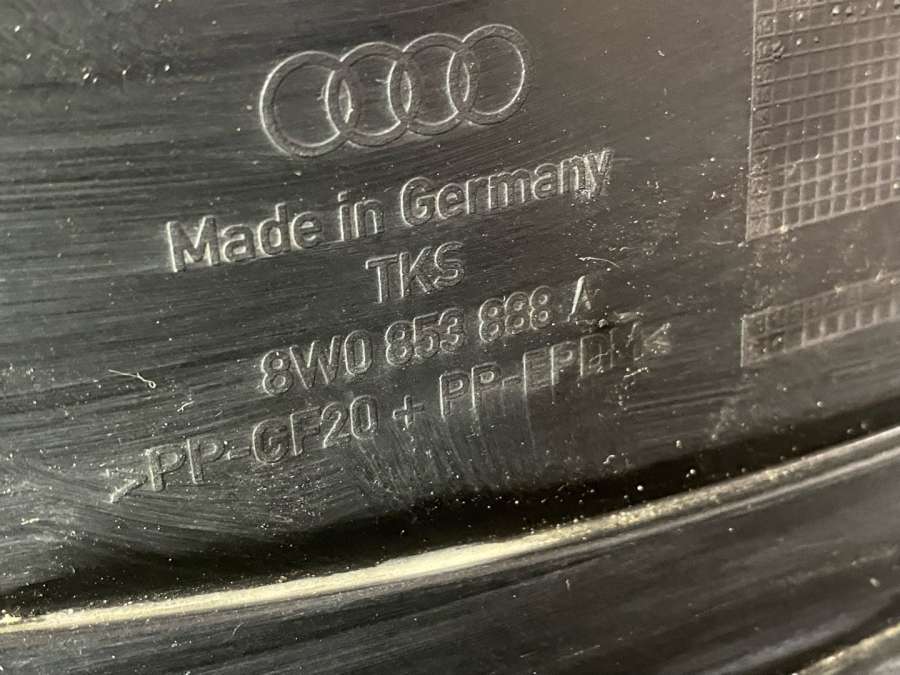 Made in Germany
TKS
8W0 853 888 A
>PP-GF20 + PP-EPDM<